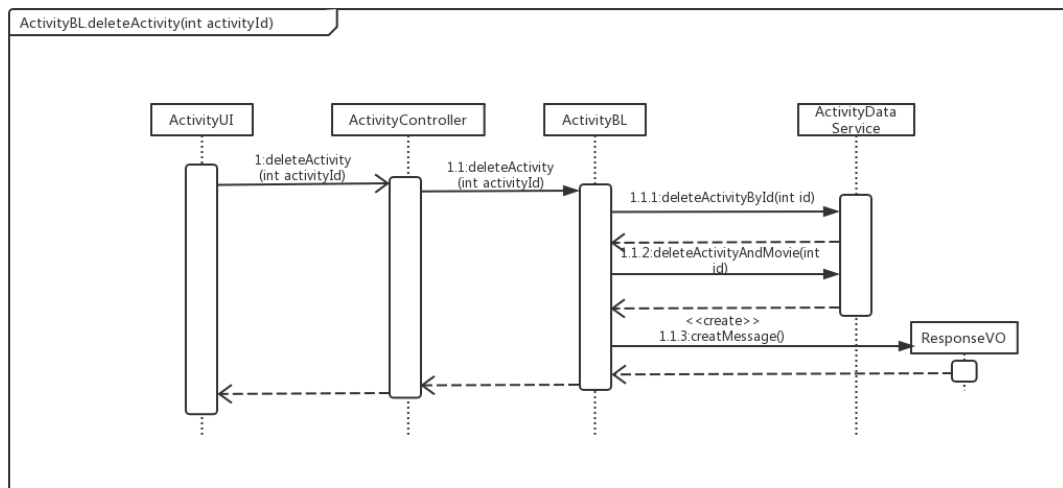 ActivityBL.deleteActivity(int activityId)
ActivityUI
ActivityController
ActivityBL
ActivityData
Service
1:deleteActivity
(int activityId)
1.1:deleteActivity
(int activityId)
1.1.1:deleteActivityById(int id)
1.1.2:deleteActivityAndMovie(int
id)
<<create>>
1.1.3:creatMessage()
ResponseVO